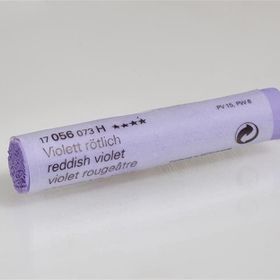 17 056 073 H ★★★★
Violett rötlich
reddish violet
violet rougeâtre
PV 15, PW 6